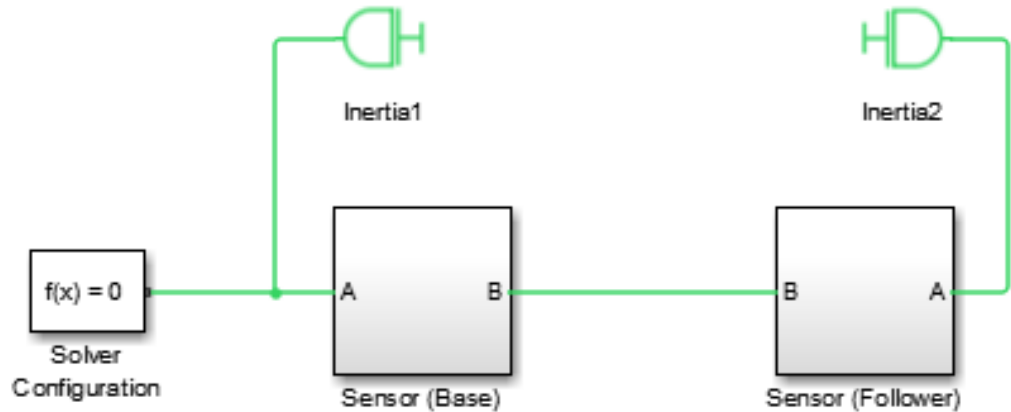 Inertia1
Inertia2
f(x) = 0
A
B
B
A
Solver
Configuration
Sensor (Base)
Sensor (Follower)